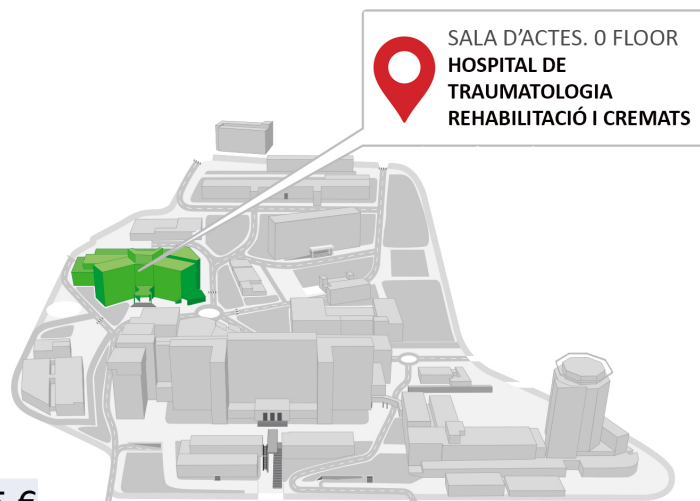 SALA D'ACTES. 0 FLOOR
HOSPITAL DE
TRAUMATOLOGIA
REHABILITACIÓ I CREMATS
€